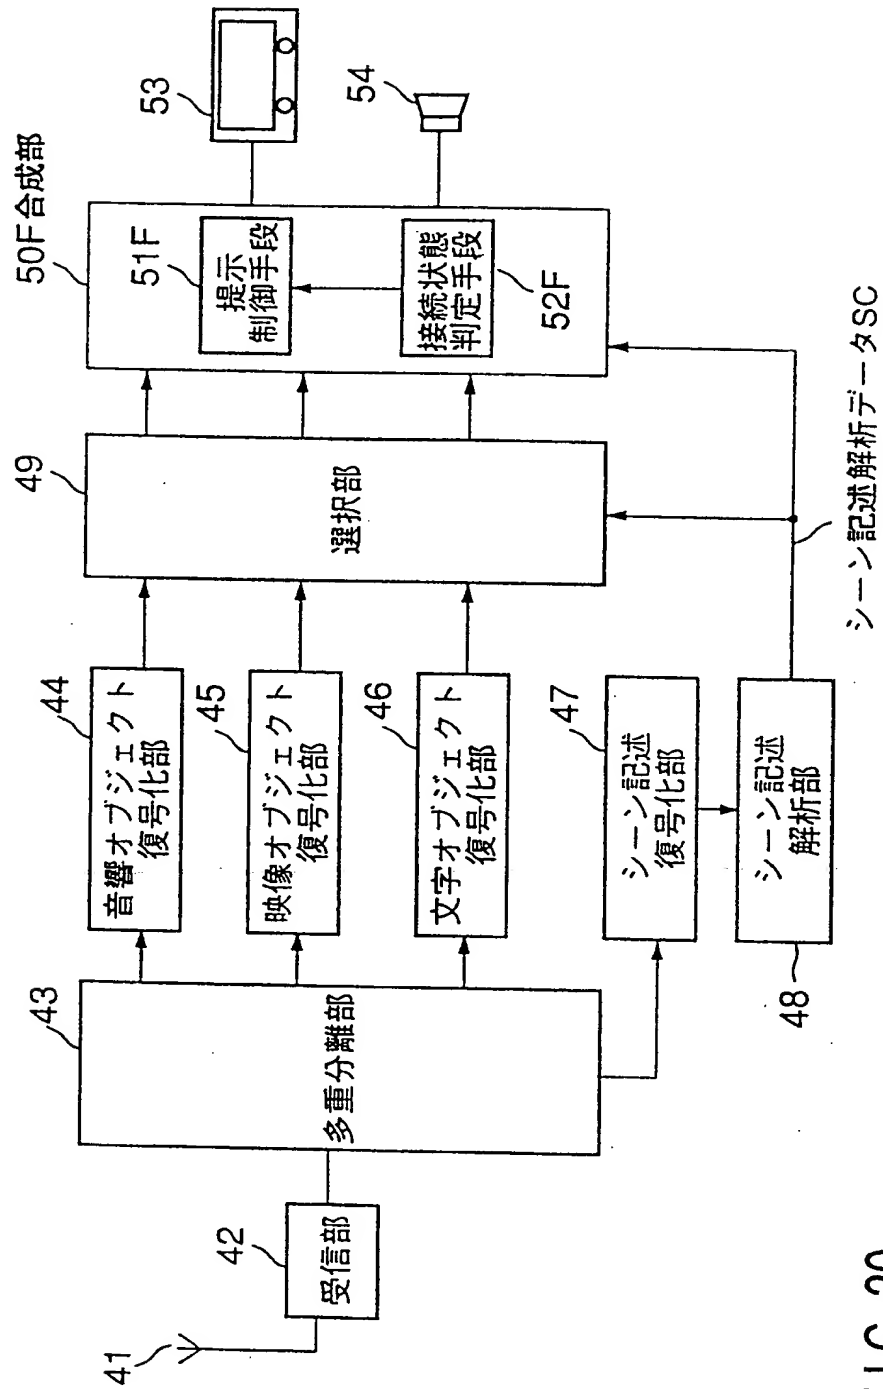 41
42
受信部
43
多重分離部
44
音響オブジェクト
復号化部
45
映像オブジェクト
復号化部
46
文字オブジェクト
復号化部
47
シーン記述
復号化部
シーン記述
解析部
48
49
選択部
50F合成部
51F
提示
制御手段
接続状態
判定手段
52F
53
54
シーン記述解析データSC